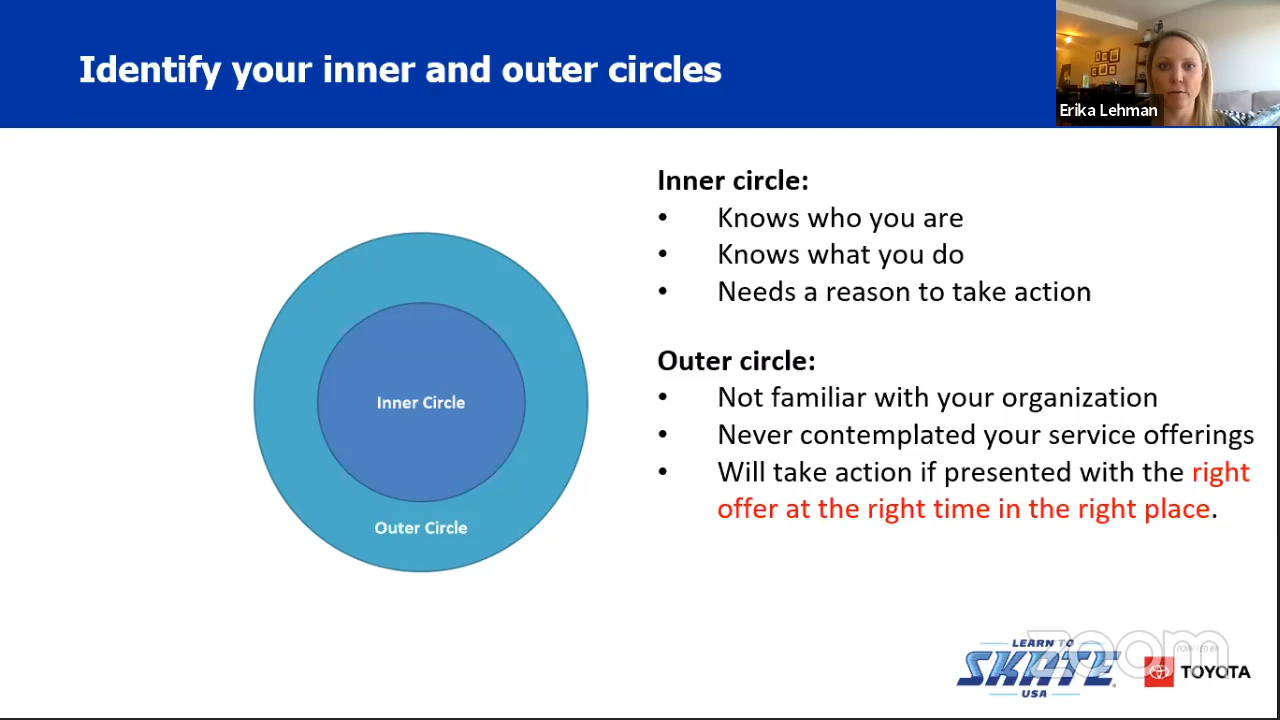 Identify your inner and outer circles
Erika Lehman
Inner circle:
• Knows who you are
• Knows what you do
• Needs a reason to take action
Outer circle:
• Not familiar with your organization
• Never contemplated your service offerings
• Will take action if presented with the right
offer at the right time in the right place.
Inner Circle
Outer Circle
LEARN TO
SKATE
USA
zoom
POWERED BY
TOYOTA